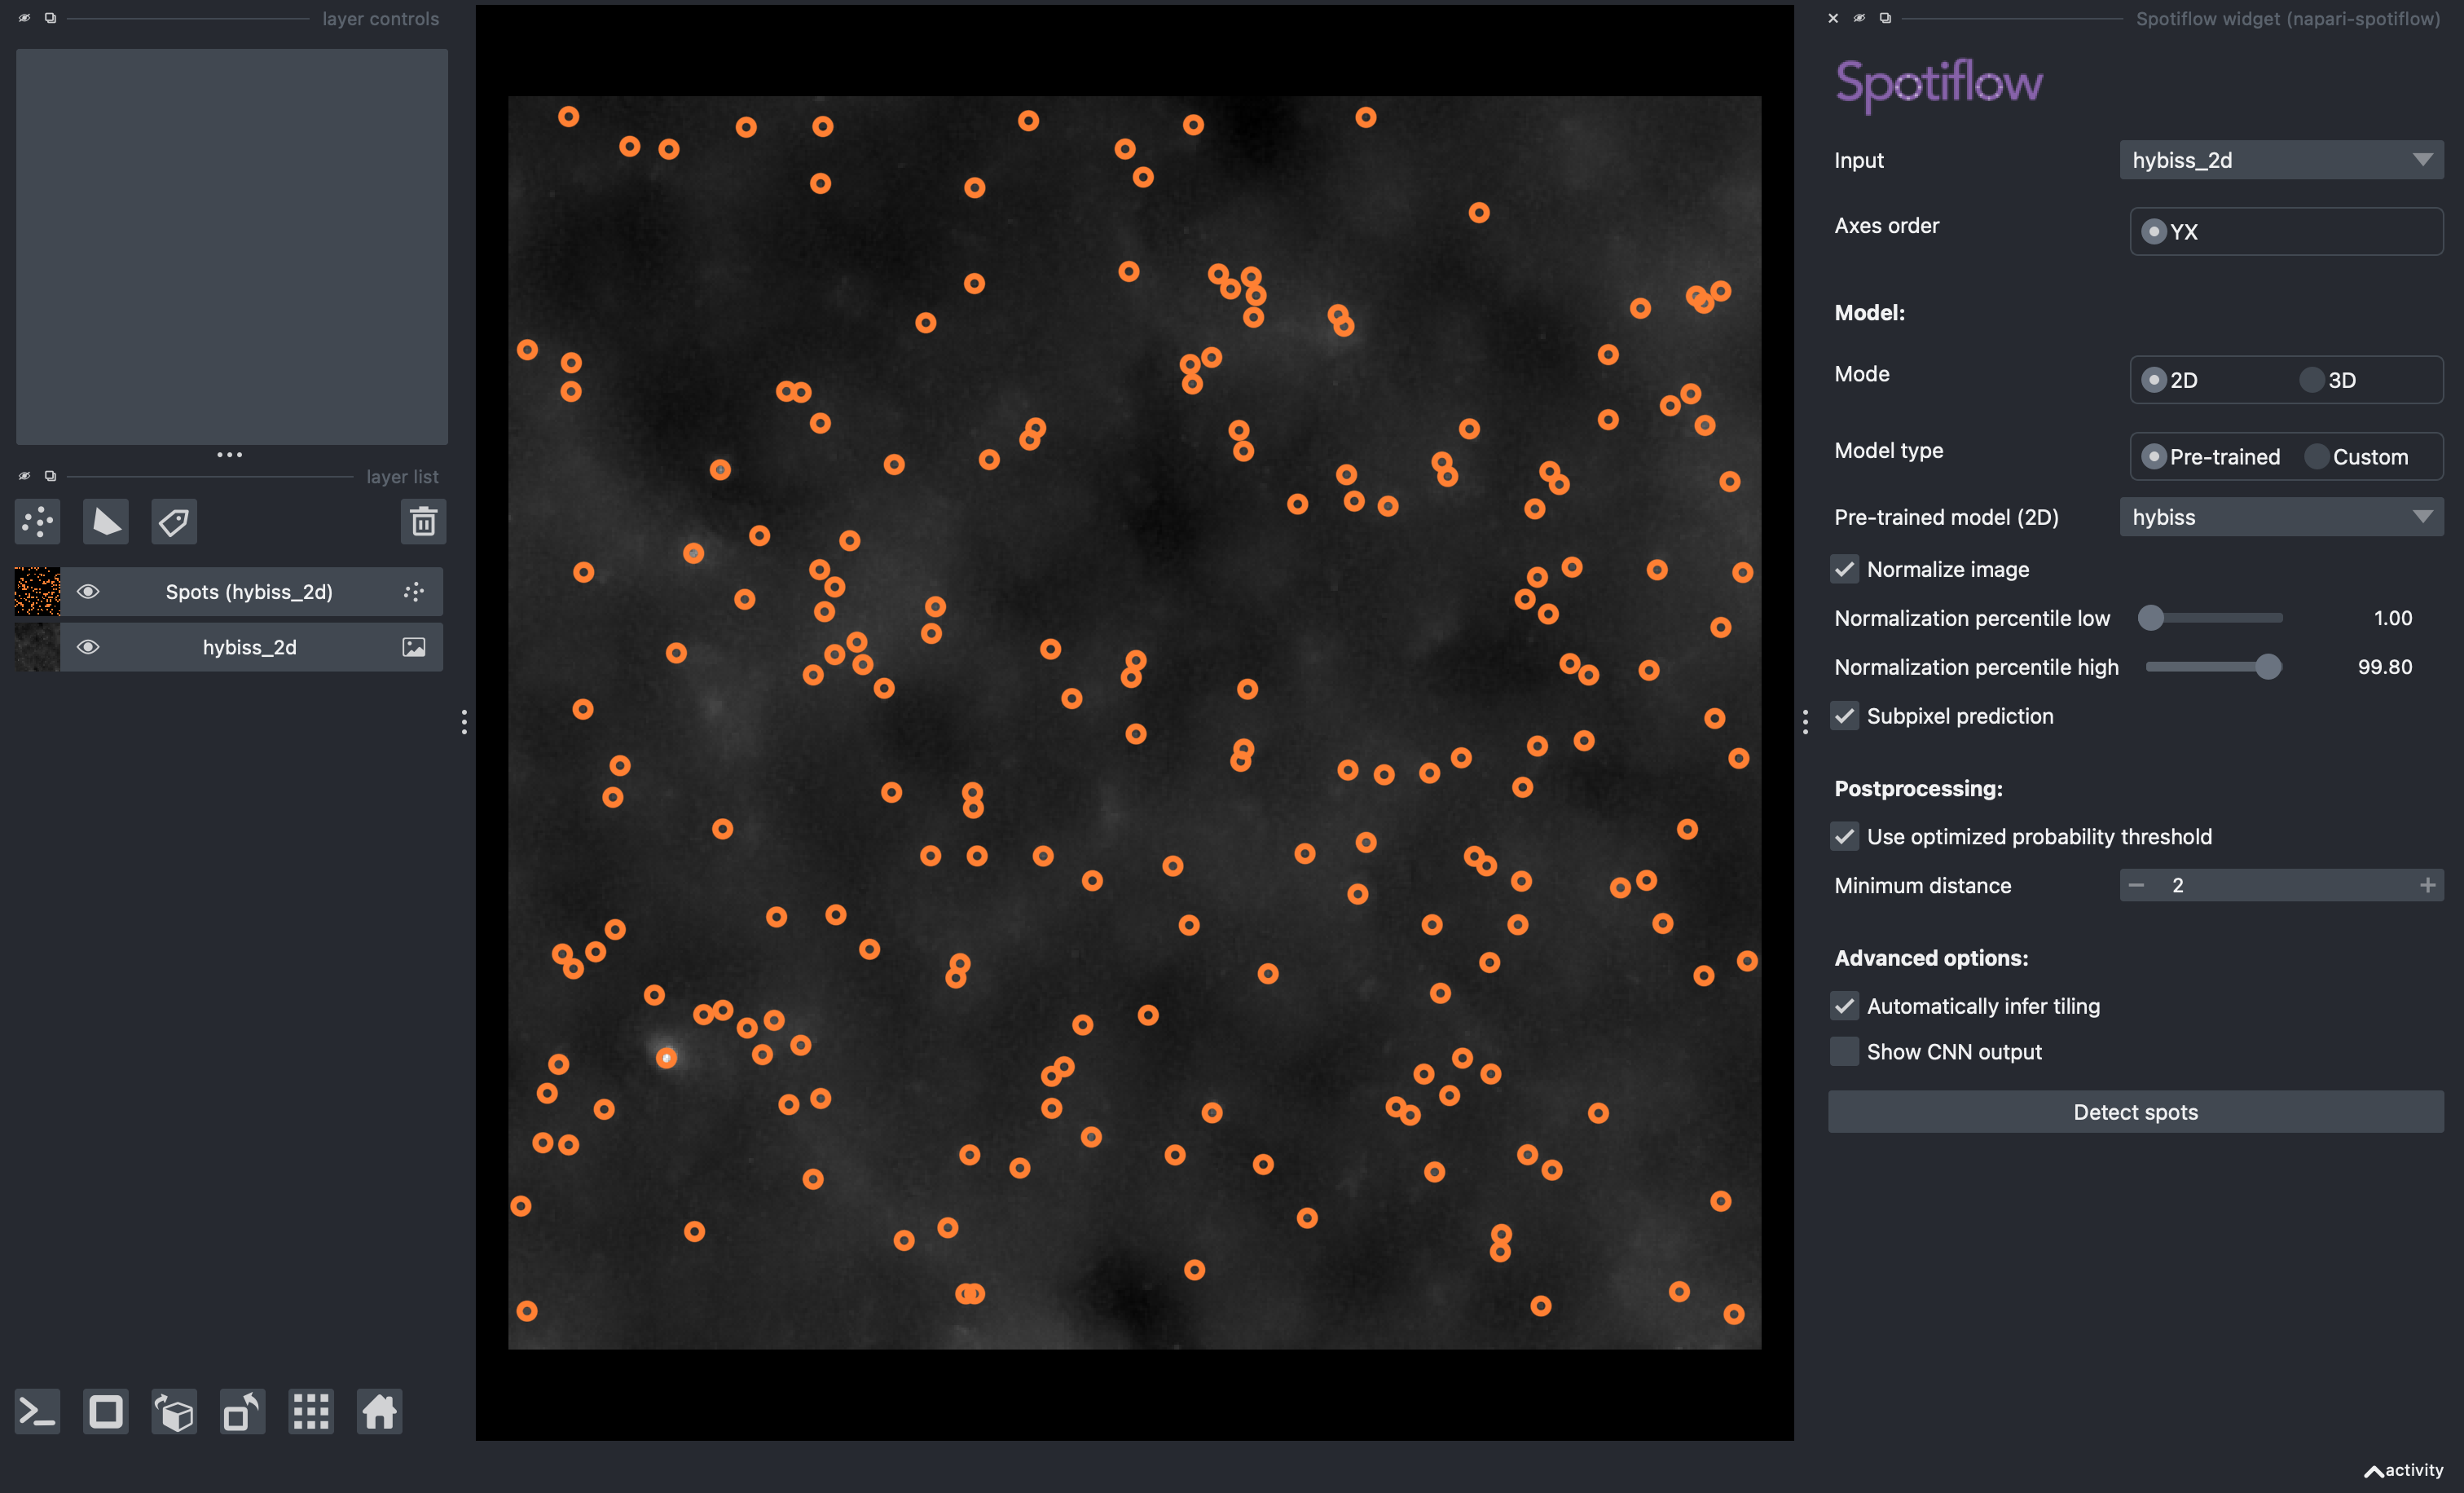 layer controls
layer list
Spots (hybiss_2d)
hybiss_2d
Spotiflow widget (napari-spotiflow)
Spotiflow
Input
hybiss_2d
Axes order
YX
Model:
Mode
2D
3D
Model type
Pre-trained
Custom
Pre-trained model (2D)
hybiss
Normalize image
Normalization percentile low
1.00
Normalization percentile high
99.80
Subpixel prediction
Postprocessing:
Use optimized probability threshold
Minimum distance
2
Advanced options:
Automatically infer tiling
Show CNN output
Detect spots
activity